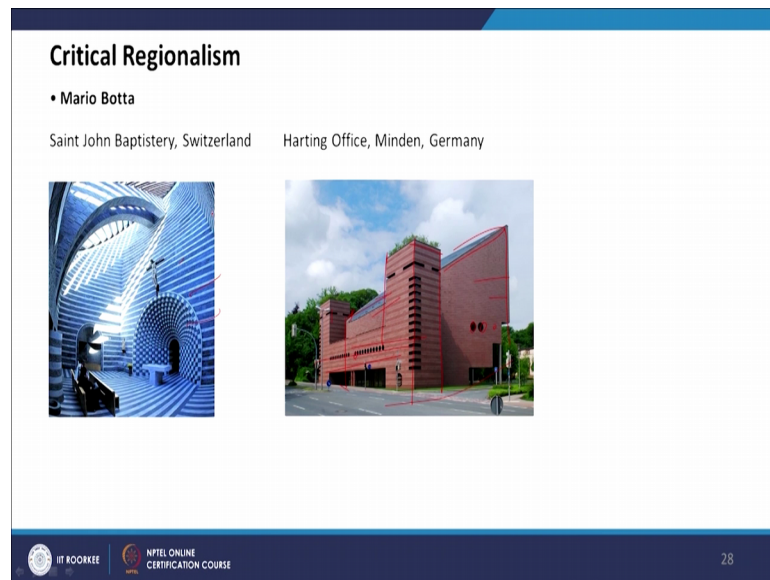 Critical Regionalism
• Mario Botta
Saint John Baptistery, Switzerland
Harting Office, Minden, Germany
IIT ROORKEE
NPTEL ONLINE
CERTIFICATION COURSE
28